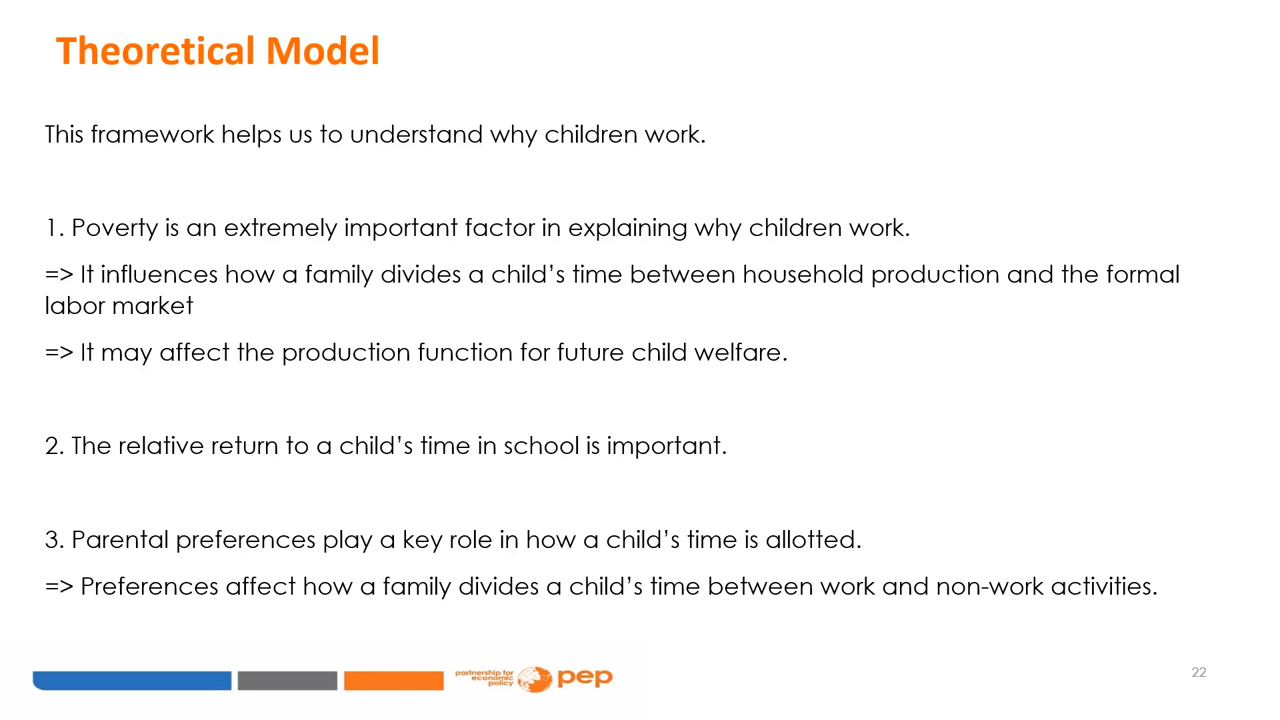 Theoretical Model
This framework helps us to understand why children work.
1. Poverty is an extremely important factor in explaining why children work.
=> It influences how a family divides a child’s time between household production and the formal
labor market
=> It may affect the production function for future child welfare.
2. The relative return to a child’s time in school is important.
3. Parental preferences play a key role in how a child’s time is allotted.
=> Preferences affect how a family divides a child’s time between work and non-work activities.
partnership for
economic
policy
pep
22